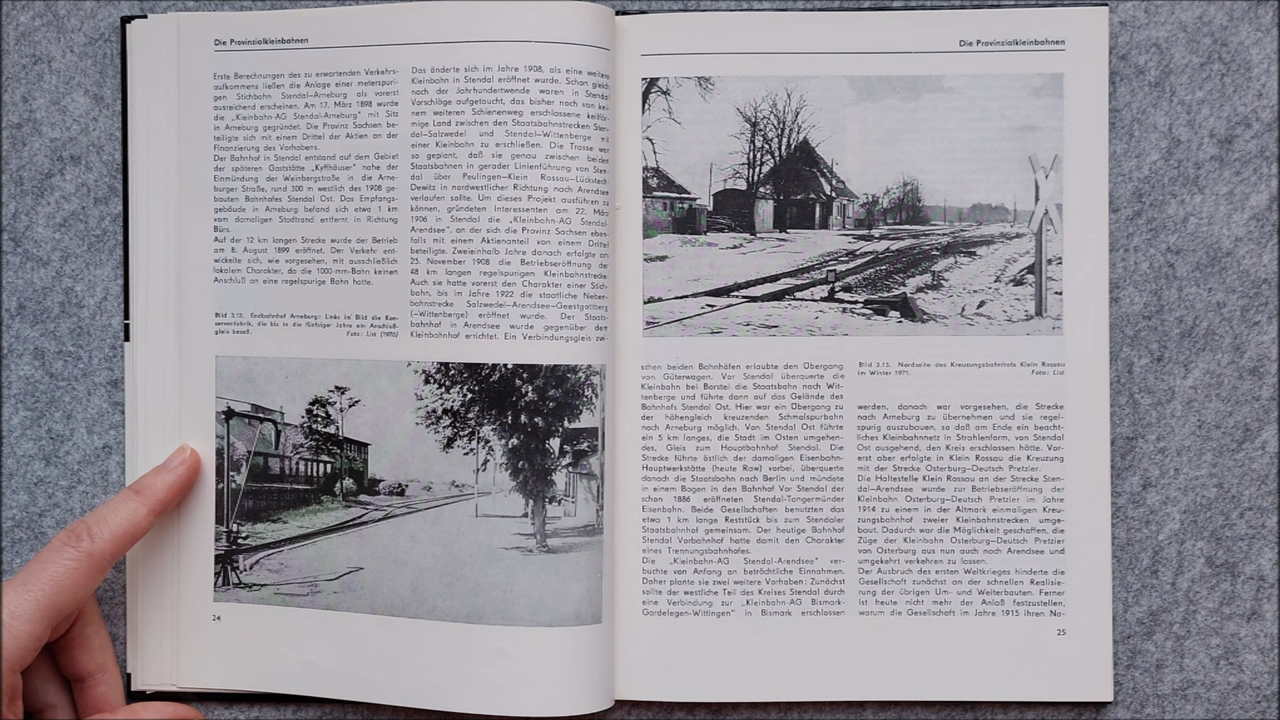 Die Provinzialkleinbahnen
Erste Berechnungen des zu erwartenden Verkehrs-
aufkommens ließen die Anlage einer meterspuri-
gen Stichbahn Stendal–Arneburg als vorerst
ausreichend erscheinen. Am 17. März 1898 wurde
die „Kleinbahn-AG Stendal-Arneburg" mit Sitz
in Arneburg gegründet. Die Provinz Sachsen be-
teiligte sich mit einem Drittel der Aktien an der
Finanzierung des Vorhabens.
Der Bahnhof in Stendal entstand auf dem Gebiet
der späteren Gaststätte „Kyffhäuser" nahe der
Einmündung der Weinbergstraße in die Arne-
burger Straße, rund 300 m westlich des 1908 ge-
bauten Bahnhofes Stendal Ost. Das Empfangs-
gebäude in Arneburg befand sich etwa 1 km
vom damaligen Stadtrand entfernt in Richtung
Bürs.
Auf der 12 km langen Strecke wurde der Betrieb
am 8. August 1899 eröffnet. Der Verkehr ent-
wickelte sich, wie vorgesehen, mit ausschließlich
lokalem Charakter, da die 1000-mm-Bahn keinen
Anschluß an eine regelspurige Bahn hatte.
Bild 3.12. Endbahnhof Arneburg: Links im Bild die Kon-
servenfabrik, die bis in die fünfziger Jahre ein Anschluß-
gleis besaß.
Foto: List (1970)
Das änderte sich im Jahre 1908, als eine weitere
Kleinbahn in Stendal eröffnet wurde. Schon gleich
nach der Jahrhundertwende waren in Stendal
Vorschläge aufgetaucht, das bisher noch von kei-
nem weiteren Schienenweg erschlossene keilför-
mige Land zwischen den Staatsbahnstrecken Sten-
dal–Salzwedel und Stendal–Wittenberge mit
einer Kleinbahn zu erschließen. Die Trasse war
so geplant, daß sie genau zwischen beiden
Staatsbahnen in gerader Linienführung von Sten-
dal über Peulingen–Klein Rossau–Lückstedt-
Dewitz in nordwestlicher Richtung nach Arendsee
verlaufen sollte. Um dieses Projekt ausführen zu
können, gründeten Interessenten am 22. März
1906 in Stendal die „Kleinbahn-AG Stendal-
Arendsee", an der sich die Provinz Sachsen eben-
falls mit einem Aktienanteil von einem Drittel
beteiligte. Zweieinhalb Jahre danach erfolgte am
25. November 1908 die Betriebseröffnung der
48 km langen regelspurigen Kleinbahnstrecke.
Auch sie hatte vorerst den Charakter einer Stich-
bahn, bis im Jahre 1922 die staatliche Neben-
bahnstrecke Salzwedel–Arendsee–Geestgottberg
(–Wittenberge) eröffnet wurde. Der Staats-
bahnhof in Arendsee wurde gegenüber dem
Kleinbahnhof errichtet. Ein Verbindungsgleis zwi-
24
Die Provinzialkleinbahnen
schen beiden Bahnhöfen erlaubte den Übergang
von Güterwagen. Vor Stendal überquerte die
Kleinbahn bei Borstel die Staatsbahn nach Wit-
tenberge und führte dann auf das Gelände des
Bahnhofs Stendal Ost. Hier war ein Übergang zu
der höhengleich kreuzenden Schmalspurbahn
nach Arneburg möglich. Von Stendal Ost führte
ein 5 km langes, die Stadt im Osten umgehen-
des, Gleis zum Hauptbahnhof Stendal. Die
Strecke führte östlich der damaligen Eisenbahn-
Hauptwerkstätte (heute Raw) vorbei, überquerte
danach die Staatsbahn nach Berlin und mündete
in einem Bogen in den Bahnhof Vor Stendal der
schon 1886 eröffneten Stendal-Tangermünder
Eisenbahn. Beide Gesellschaften benutzten das
etwa 1 km lange Reststück bis zum Stendaler
Staatsbahnhof gemeinsam. Der heutige Bahnhof
Stendal Vorbahnhof hatte damit den Charakter
eines Trennungsbahnhofes.
Die „Kleinbahn-AG Stendal-Arendsee" ver-
buchte von Anfang an beträchtliche Einnahmen.
Daher plante sie zwei weitere Vorhaben: Zunächst
sollte der westliche Teil des Kreises Stendal durch
eine Verbindung zur „Kleinbahn-AG Bismark-
Gardelegen-Wittingen" in Bismark erschlossen
Bild 3.13. Nordseite des Kreuzungsbahnhofs Klein Rossau
im Winter 1971.
Foto: List
werden, danach war vorgesehen, die Strecke
nach Arneburg zu übernehmen und sie regel-
spurig auszubauen, so daß am Ende ein beacht-
liches Kleinbahnnetz in Strahlenform, von Stendal
Ost ausgehend, den Kreis erschlossen hätte. Vor-
erst aber erfolgte in Klein Rossau die Kreuzung
mit der Strecke Osterburg–Deutsch Pretzier.
Die Haltestelle Klein Rossau an der Strecke Sten-
dal–Arendsee wurde zur Betriebseröffnung der
Kleinbahn Osterburg–Deutsch Pretzier im Jahre
1914 zu einem in der Altmark einmaligen Kreu-
zungsbahnhof zweier Kleinbahnstrecken umge-
baut. Dadurch war die Möglichkeit geschaffen, die
Züge der Kleinbahn Osterburg–Deutsch Pretzier
von Osterburg aus nun auch nach Arendsee und
umgekehrt verkehren zu lassen.
Der Ausbruch des ersten Weltkrieges hinderte die
Gesellschaft zunächst an der schnellen Realisie-
rung der übrigen Um- und Weiterbauten. Ferner
ist heute nicht mehr der Anlaß festzustellen,
warum die Gesellschaft im Jahre 1915 ihren Na-
25